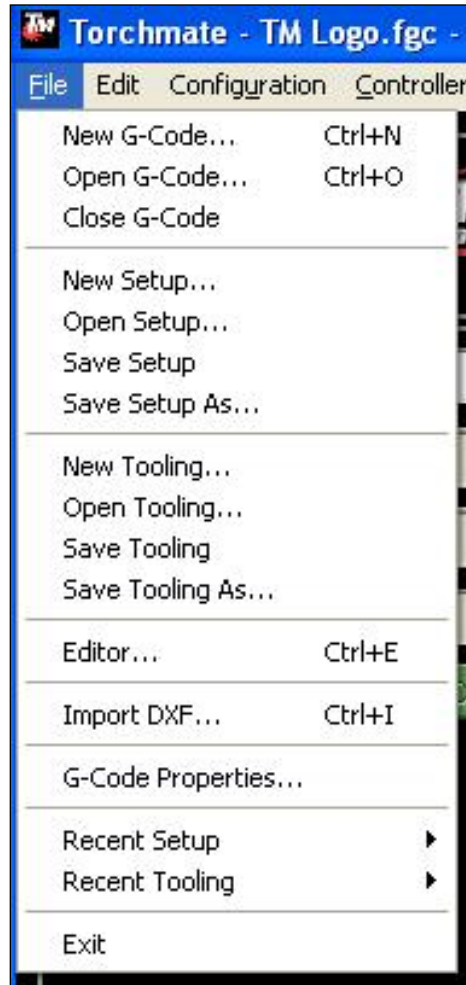 TM Torchmate - TM Logo.fgc -
File Edit Configuration Controller
New G-Code... Ctrl+N
Open G-Code... Ctrl+O
Close G-Code
New Setup...
Open Setup...
Save Setup
Save Setup As...
New Tooling...
Open Tooling...
Save Tooling
Save Tooling As...
Editor... Ctrl+E
Import DXF... Ctrl+I
G-Code Properties...
Recent Setup
Recent Tooling
Exit